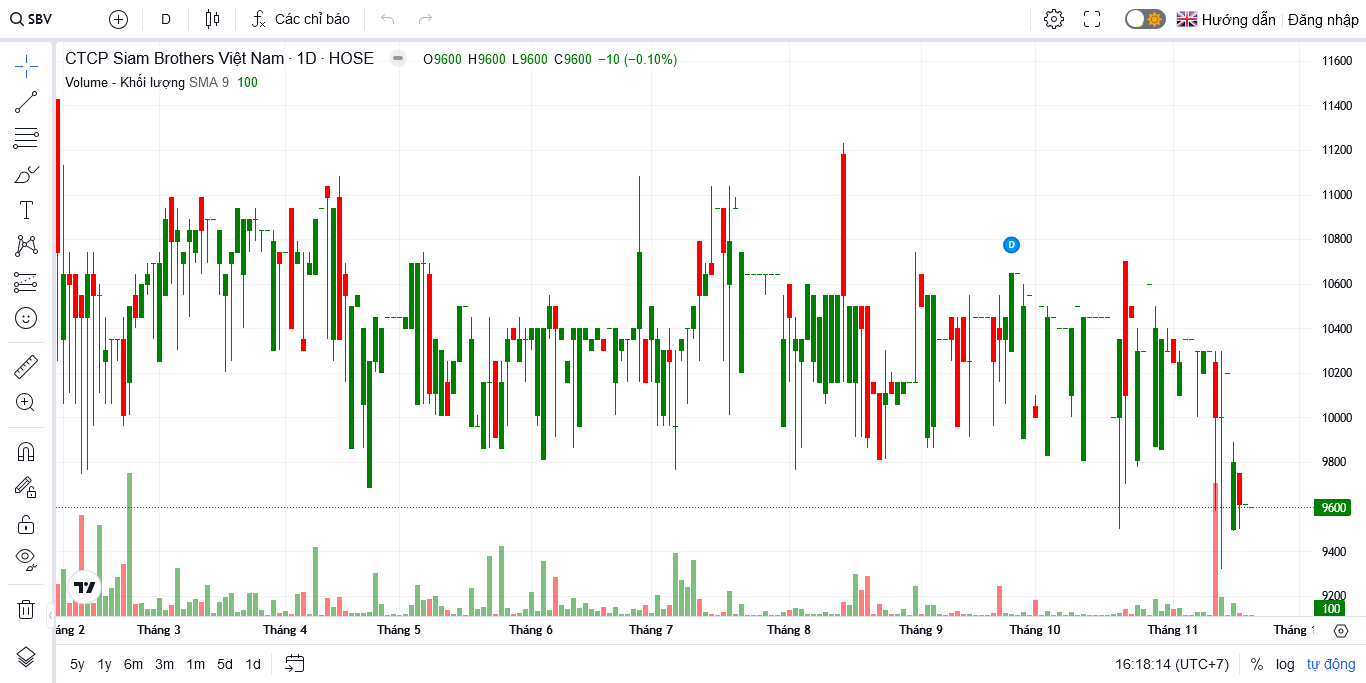 SBV D Các chỉ báo Hướng dẫn Đăng nhập
CTCP Siam Brothers Việt Nam · 1D · HOSE O9600 H9600 L9600 C9600 −10 (−0.10%)
Volume - Khối lượng SMA 9 100
11600
11400
11200
11000
10800
D
10600
10400
10200
10000
9800
9600
9400
9200
100
áng 2 Tháng 3 Tháng 4 Tháng 5 Tháng 6 Tháng 7 Tháng 8 Tháng 9 Tháng 10 Tháng 11 Tháng 1
5y 1y 6m 3m 1m 5d 1d 16:18:14 (UTC+7) % log tự động